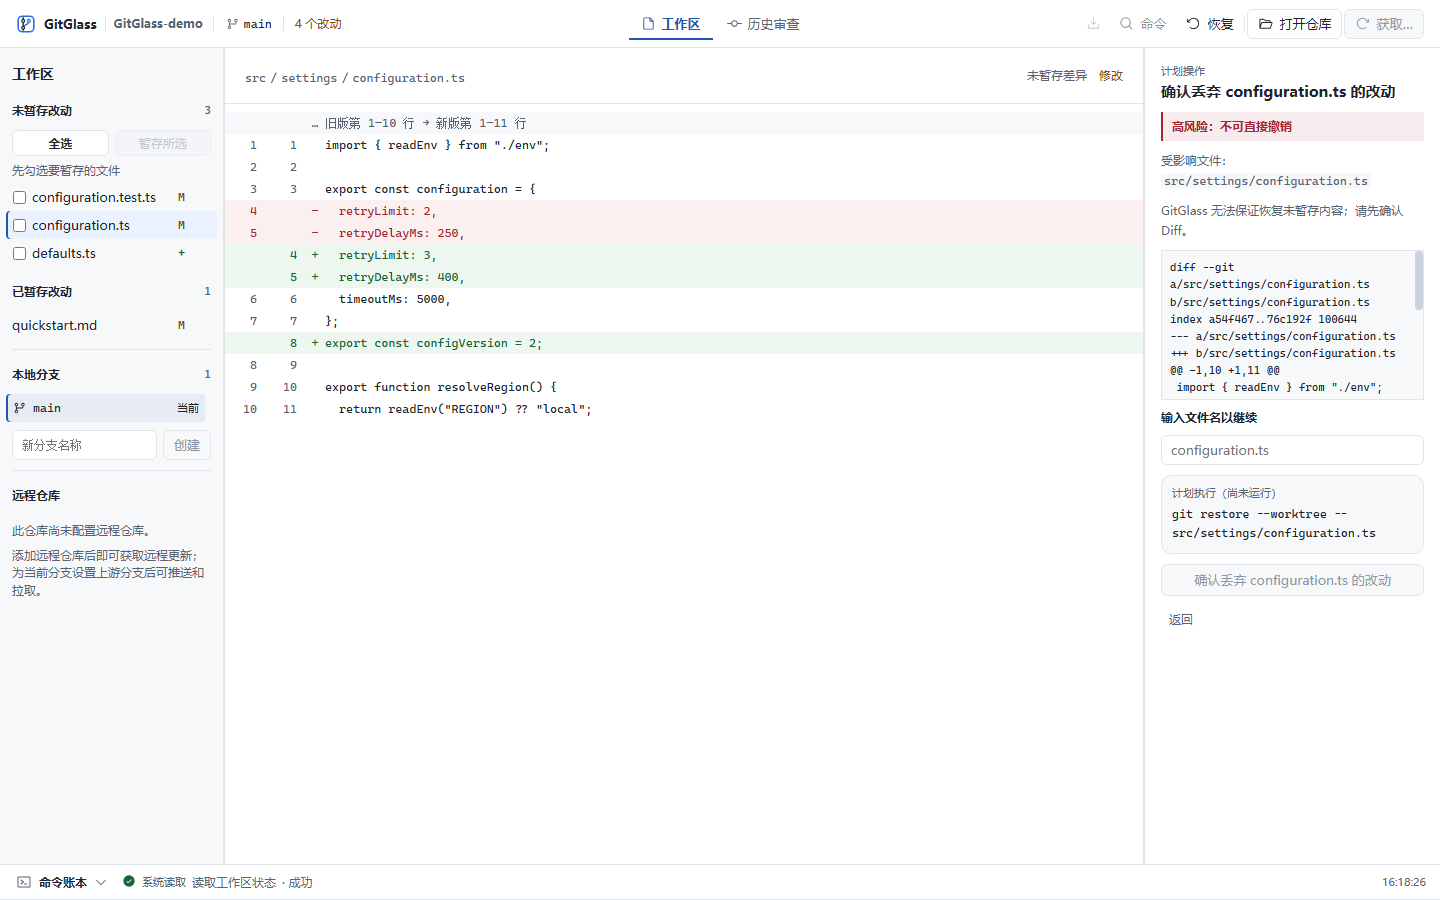 GitGlass GitGlass-demo main 4 个改动 工作区 历史审查 命令 恢复 打开仓库 获取...
工作区
未暂存改动 3
全选 暂存所选
先勾选要暂存的文件
configuration.test.ts M
configuration.ts M
defaults.ts +
已暂存改动 1
quickstart.md M
本地分支 1
main 当前
新分支名称 创建
远程仓库
此仓库尚未配置远程仓库。
添加远程仓库后即可获取远程更新；
为当前分支设置上游分支后可推送和
拉取。
src / settings / configuration.ts 未暂存差异 修改
… 旧版第 1–10 行 → 新版第 1–11 行
1 1 import { readEnv } from "./env";
2 2
3 3 export const configuration = {
4 - retryLimit: 2,
5 - retryDelayMs: 250,
4 + retryLimit: 3,
5 + retryDelayMs: 400,
6 6 timeoutMs: 5000,
7 7 };
8 + export const configVersion = 2;
8 9
9 10 export function resolveRegion() {
10 11 return readEnv("REGION") ?? "local";
计划操作
确认丢弃 configuration.ts 的改动
高风险：不可直接撤销
受影响文件：
src/settings/configuration.ts
GitGlass 无法保证恢复未暂存内容；请先确认
Diff。
diff --git
a/src/settings/configuration.ts
b/src/settings/configuration.ts
index a54f467..76c192f 100644
--- a/src/settings/configuration.ts
+++ b/src/settings/configuration.ts
@@ -1,10 +1,11 @@
import { readEnv } from "./env";
输入文件名以继续
configuration.ts
计划执行（尚未运行）
git restore --worktree --
src/settings/configuration.ts
确认丢弃 configuration.ts 的改动
返回
命令账本 系统读取 读取工作区状态 · 成功 16:18:26